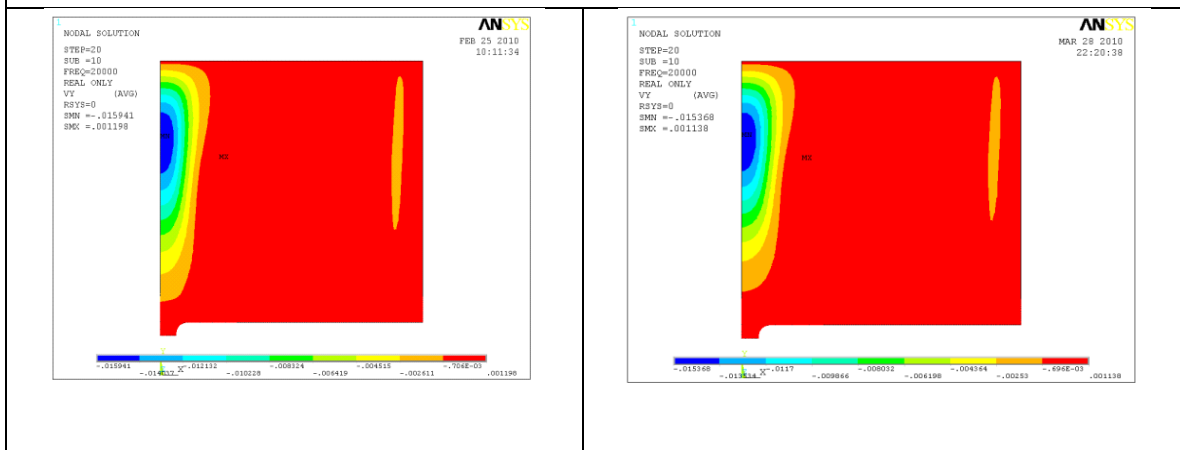 1
ANSYS
NODAL SOLUTION
FEB 25 2010
10:11:34
STEP=20
SUB =10
FREQ=20000
REAL ONLY
VY (AVG)
RSYS=0
SMN =-.015941
SMX =.001198
MX
Y
X
-.015941 -.012132 -.008324 -.004515 -.706E-03
-.010228 -.006419 -.002611 .001198
1
ANSYS
NODAL SOLUTION
MAR 28 2010
22:20:38
STEP=20
SUB =10
FREQ=20000
REAL ONLY
VY (AVG)
RSYS=0
SMN =-.015368
SMX =.001138
MX
Y
X
-.015368 -.0117 -.008032 -.004364 -.696E-03
-.009866 -.006198 -.00253 .001138